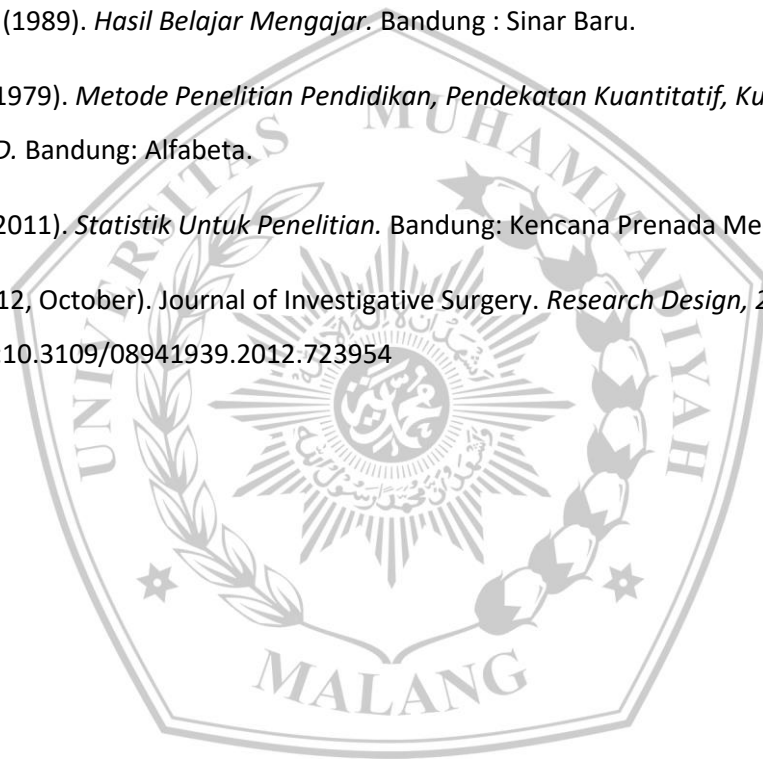 (1989). Hasil Belajar Mengajar. Bandung : Sinar Baru.
1979). Metode Penelitian Pendidikan, Pendekatan Kuantitatif, Ku
D. Bandung: Alfabeta.
2011). Statistik Untuk Penelitian. Bandung: Kencana Prenada Me
12, October). Journal of Investigative Surgery. Research Design, 2
:10.3109/08941939.2012.723954
UNIVERSITAS MUHAMMADIYAH
MALANG